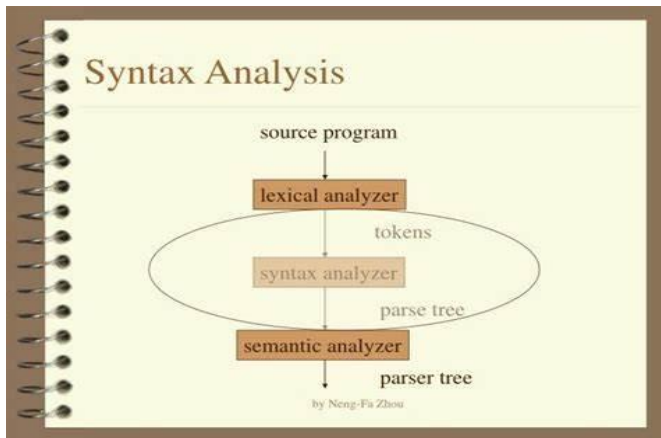 Syntax Analysis
source program
lexical analyzer
tokens
syntax analyzer
parse tree
semantic analyzer
parser tree
by Neng-Fa Zhou